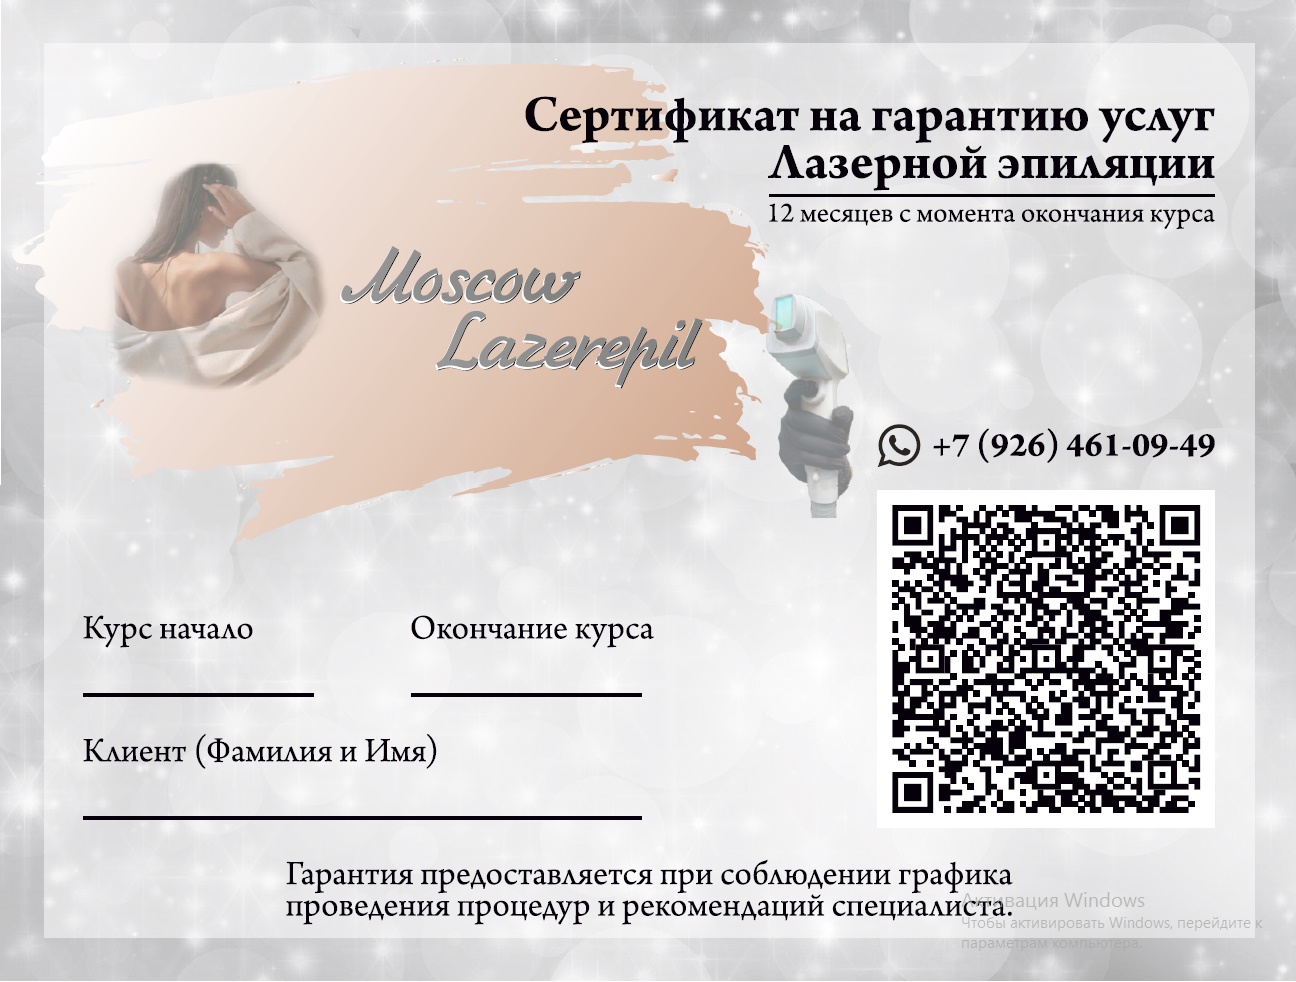 Сертификат на гарантию услуг
Лазерной эпиляции
12 месяцев с момента окончания курса
Moscow
Lazerepil
+7 (926) 461-09-49
Курс начало
Окончание курса
Клиент (Фамилия и Имя)
Гарантия предоставляется при соблюдении графика
проведения процедур и рекомендаций специалиста.
Активация Windows
Чтобы активировать Windows, перейдите к
параметрам компьютера.